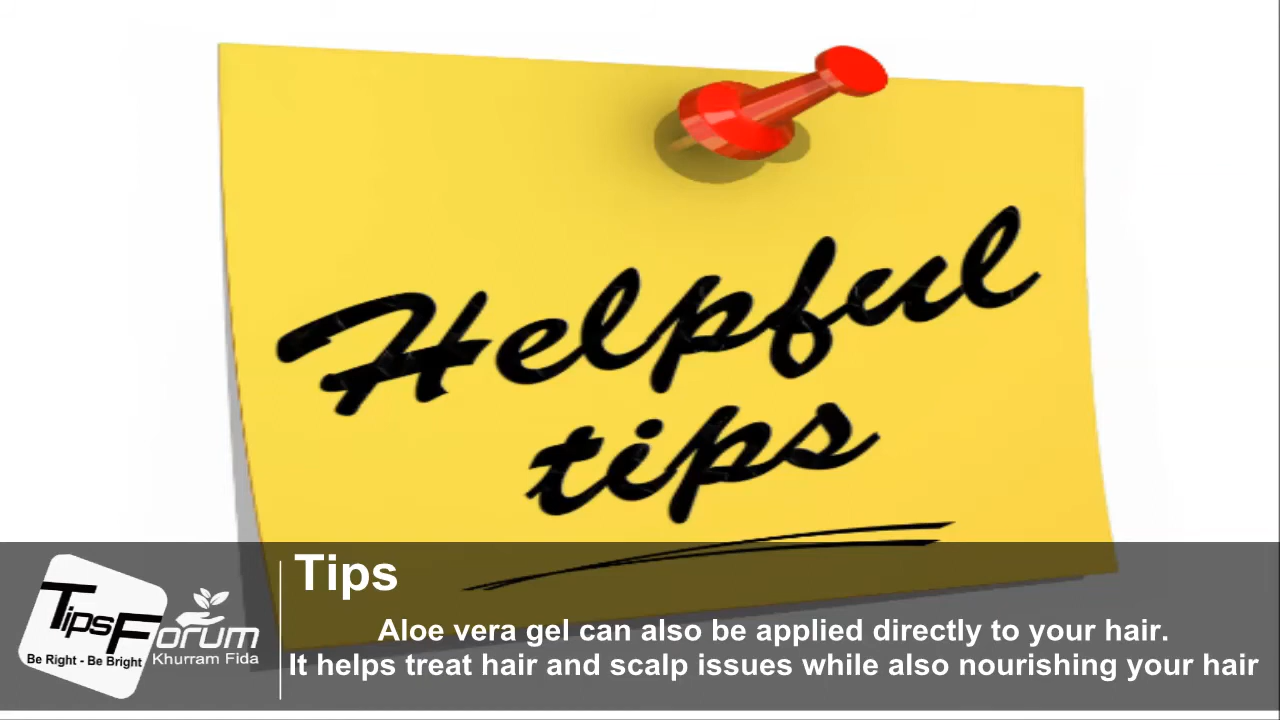 Helpful
tips
Tips
Aloe vera gel can also be applied directly to your hair.
It helps treat hair and scalp issues while also nourishing your hair
TipsForum
Khurram Fida
Be Right - Be Bright